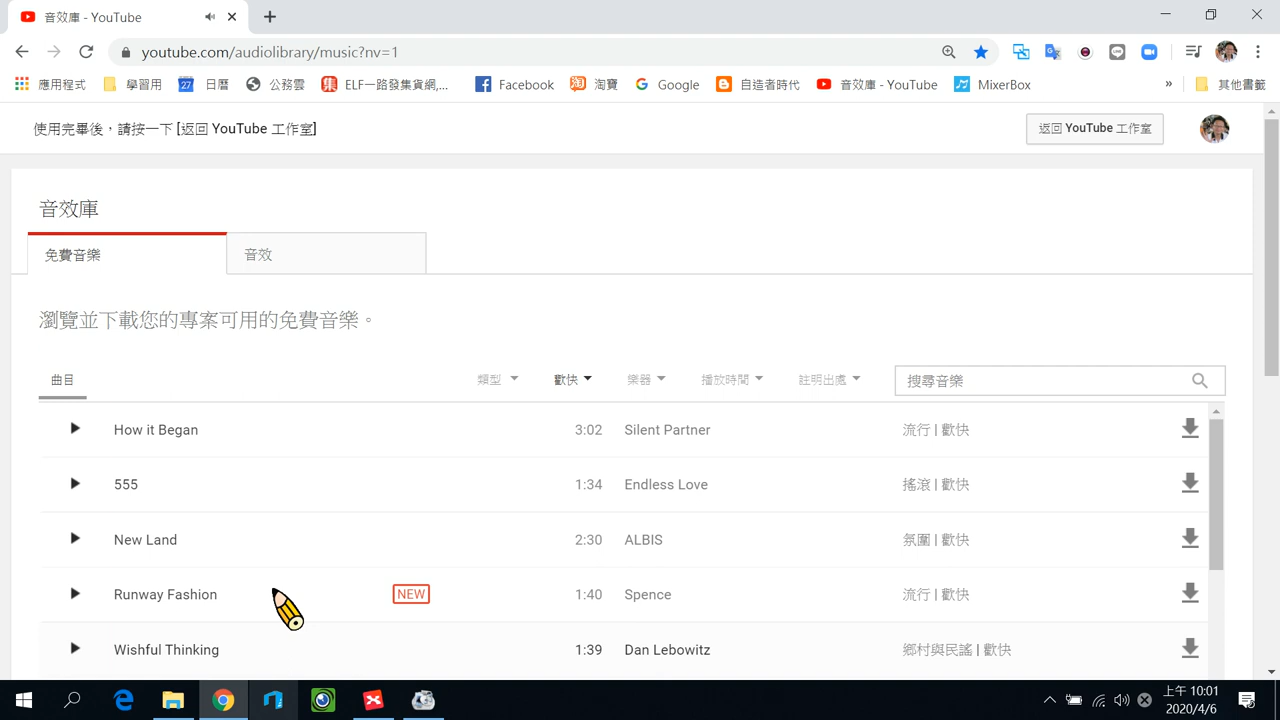 音效庫 - YouTube
youtube.com/audiolibrary/music?nv=1
應用程式 學習用 27 日曆 公務雲 集 ELF一路發集貨網,... Facebook 淘 淘寶 Google 自造者時代 音效庫 - YouTube MixerBox » 其他書籤
使用完畢後，請按一下 [返回 YouTube 工作室] 返回 YouTube 工作室
音效庫
免費音樂 音效
瀏覽並下載您的專案可用的免費音樂。
曲目 類型 歡快 樂器 播放時間 註明出處 搜尋音樂
How it Began 3:02 Silent Partner 流行 | 歡快
555 1:34 Endless Love 搖滾 | 歡快
New Land 2:30 ALBIS 氛圍 | 歡快
Runway Fashion NEW 1:40 Spence 流行 | 歡快
Wishful Thinking 1:39 Dan Lebowitz 鄉村與民謠 | 歡快
上午 10:01
2020/4/6